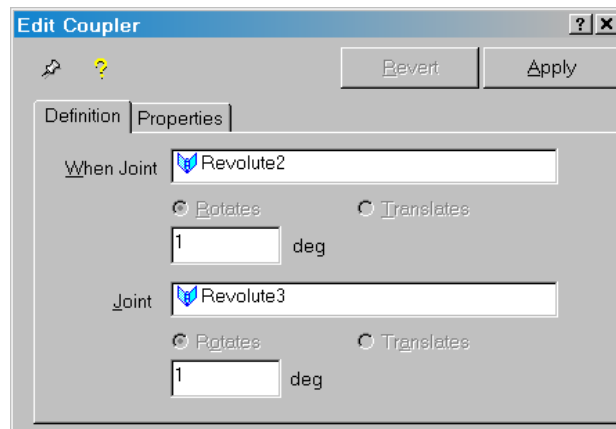 Edit Coupler
? X
?
Revert Apply
Definition Properties
When Joint Revolute2
Rotates Translates
1 deg
Joint Revolute3
Rotates Translates
1 deg